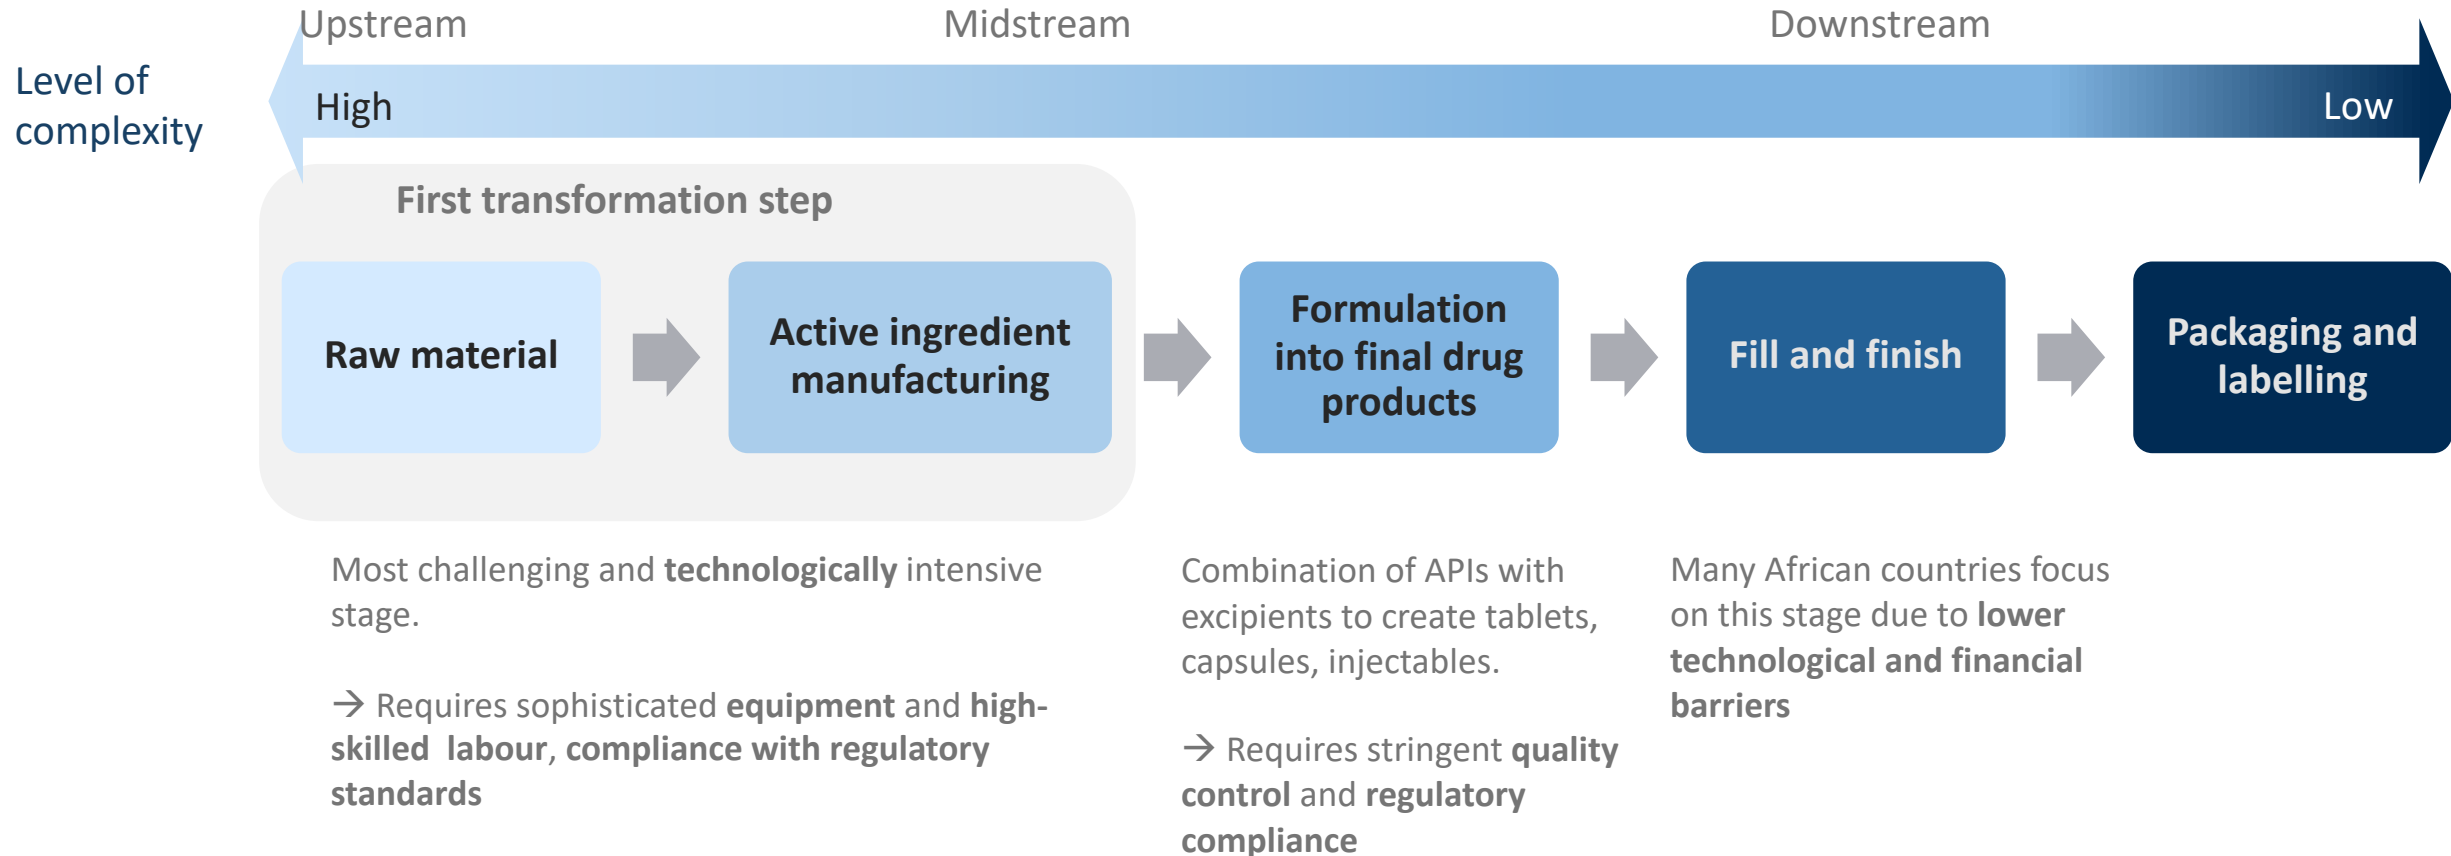 Upstream
Midstream
Downstream
Level of
complexity
High
Low
First transformation step
Raw material
Active ingredient
manufacturing
Formulation
into final drug
products
Fill and finish
Packaging and
labelling
Most challenging and technologically intensive
stage.
→ Requires sophisticated equipment and high-
skilled labour, compliance with regulatory
standards
Combination of APIs with
excipients to create tablets,
capsules, injectables.
→ Requires stringent quality
control and regulatory
compliance
Many African countries focus
on this stage due to lower
technological and financial
barriers